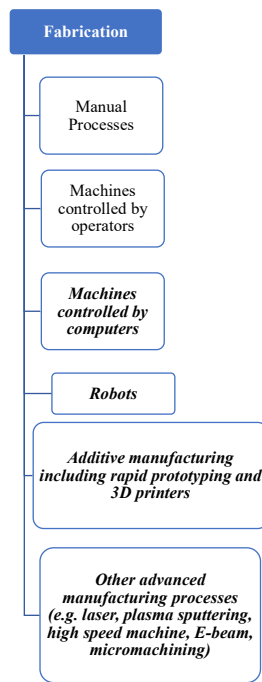 Fabrication
Manual
Processes
Machines
controlled by
operators
Machines
controlled by
computers
Robots
Additive manufacturing
including rapid prototyping and
3D printers
Other advanced
manufacturing processes
(e.g. laser, plasma sputtering,
high speed machine, E-beam,
micromachining)